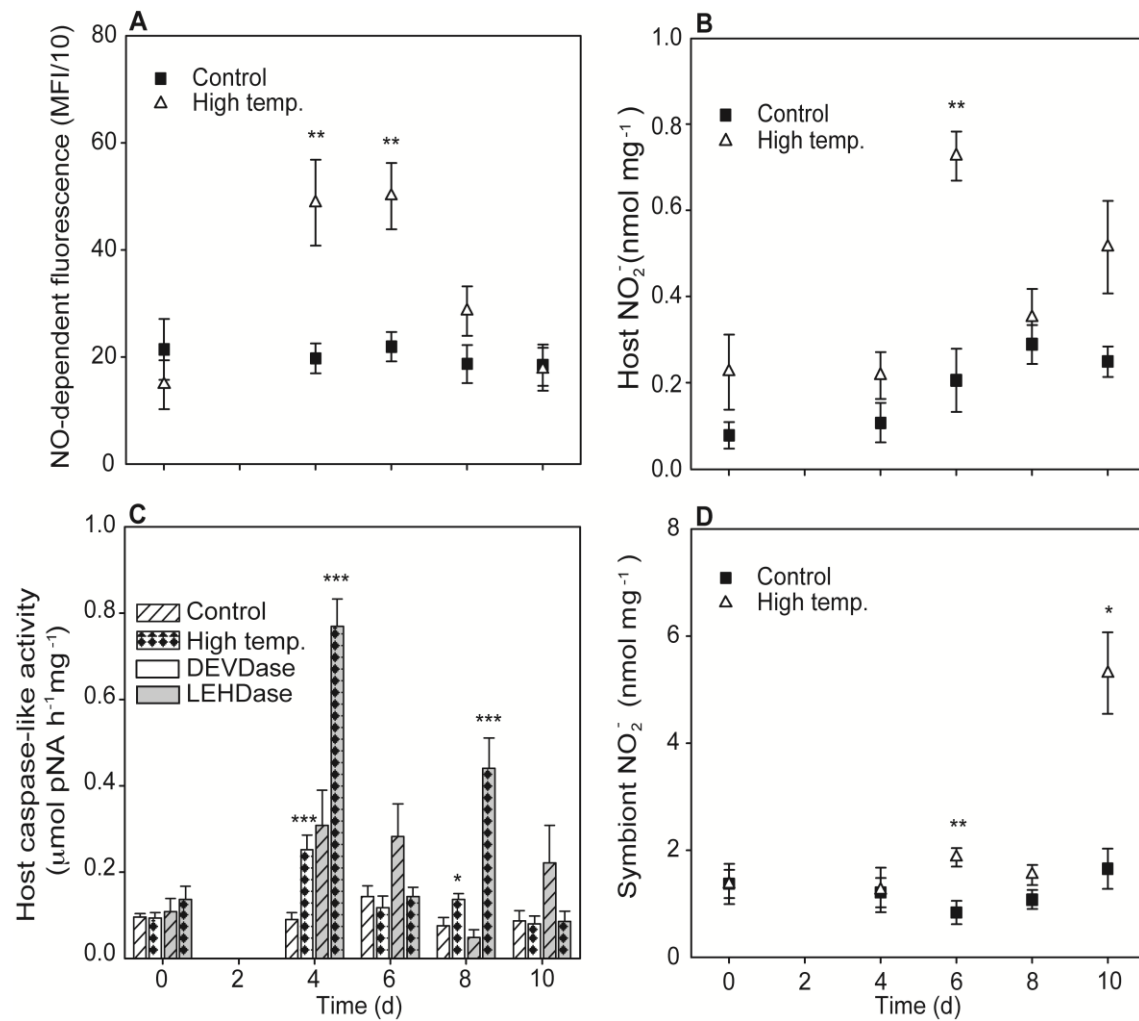 A
NO-dependent fluorescence (MFI/10)
80
60
40
20
0
Control
High temp.
**
**
B
Host NO₂⁻(nmol mg⁻¹)
1.0
0.8
0.6
0.4
0.2
0.0
Control
High temp.
**
C
Host caspase-like activity
(μmol pNA h⁻¹mg⁻¹)
1.0
0.8
0.6
0.4
0.2
0.0
Control
High temp.
DEVDase
LEHDase
***
***
*
***
0 2 4 6 8 10
Time (d)
D
Symbiont NO₂⁻ (nmol mg⁻¹)
8
6
4
2
0
Control
High temp.
**
*
0 2 4 6 8 10
Time (d)